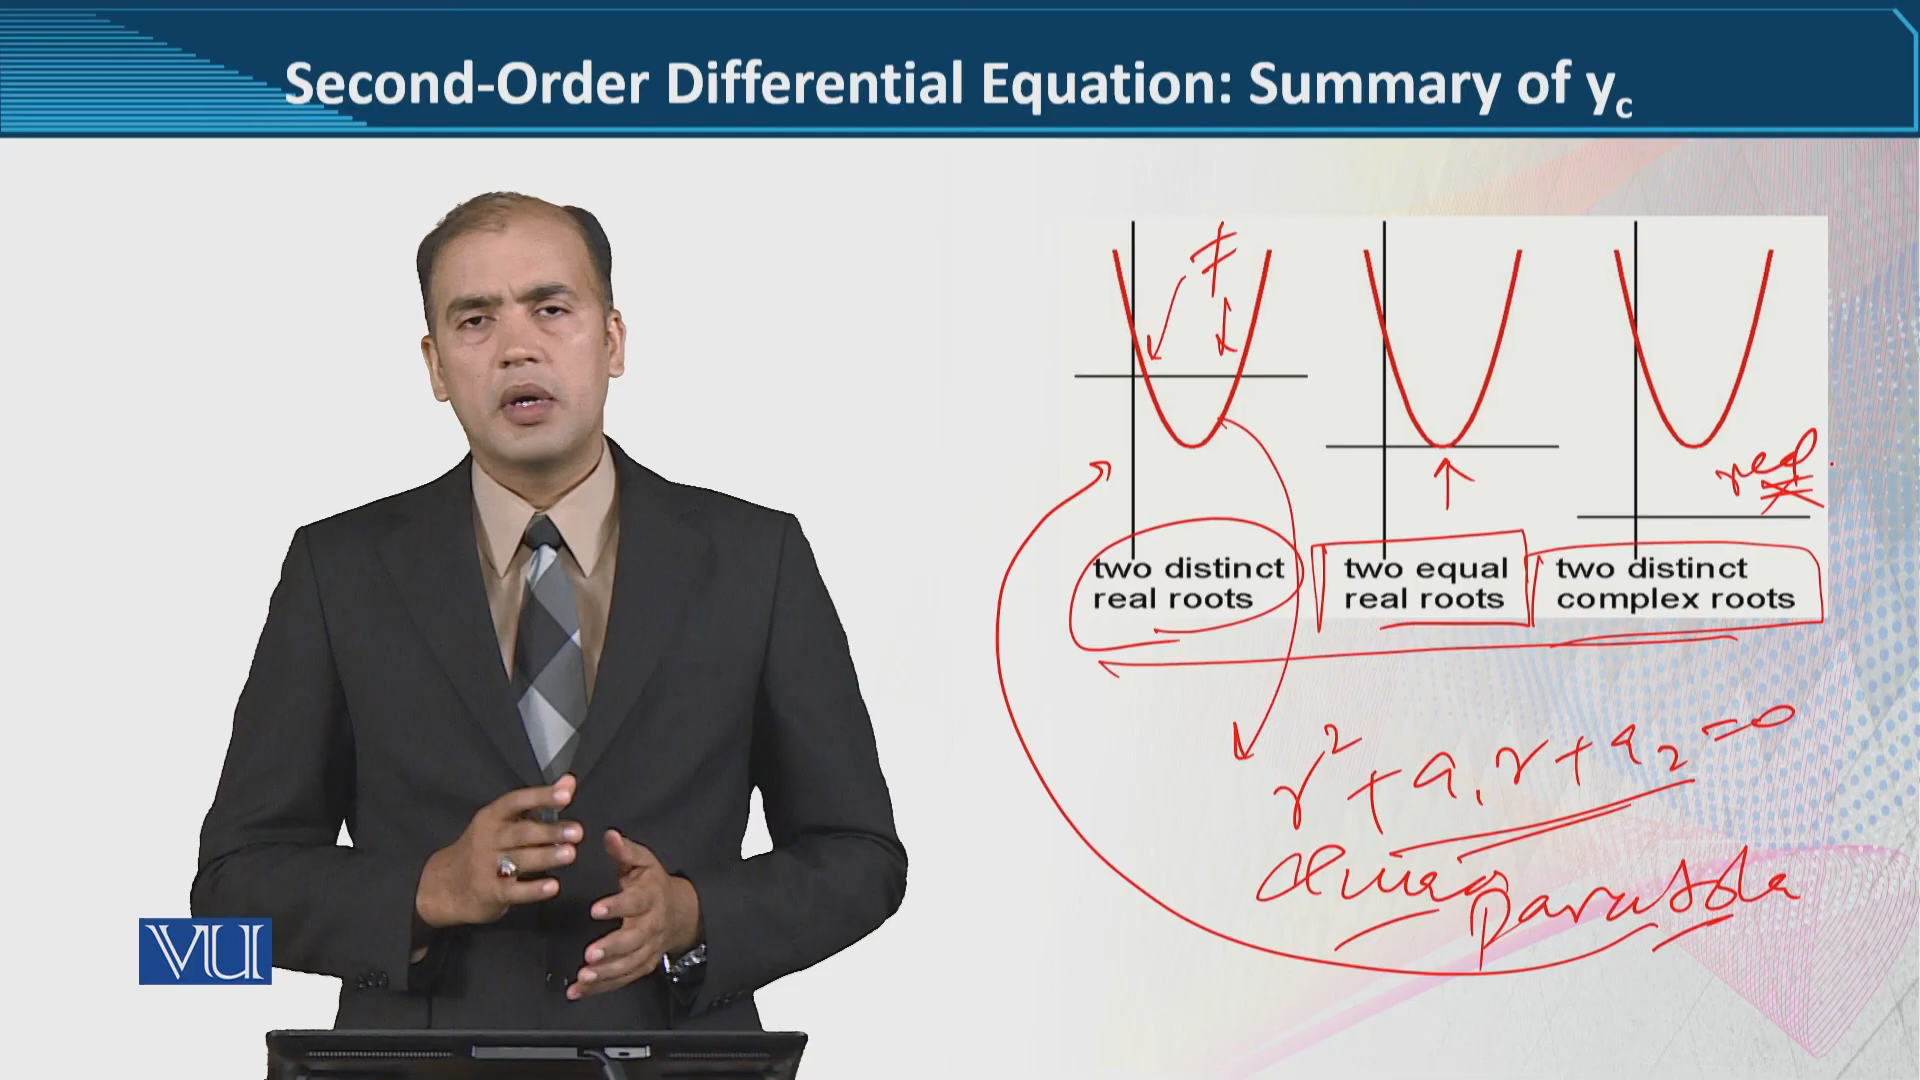 Second-Order Differential Equation: Summary of yc
≠
real
two distinct
real roots
two equal
real roots
two distinct
complex roots
r² + a₁r + a₂ = 0
parabola
VU